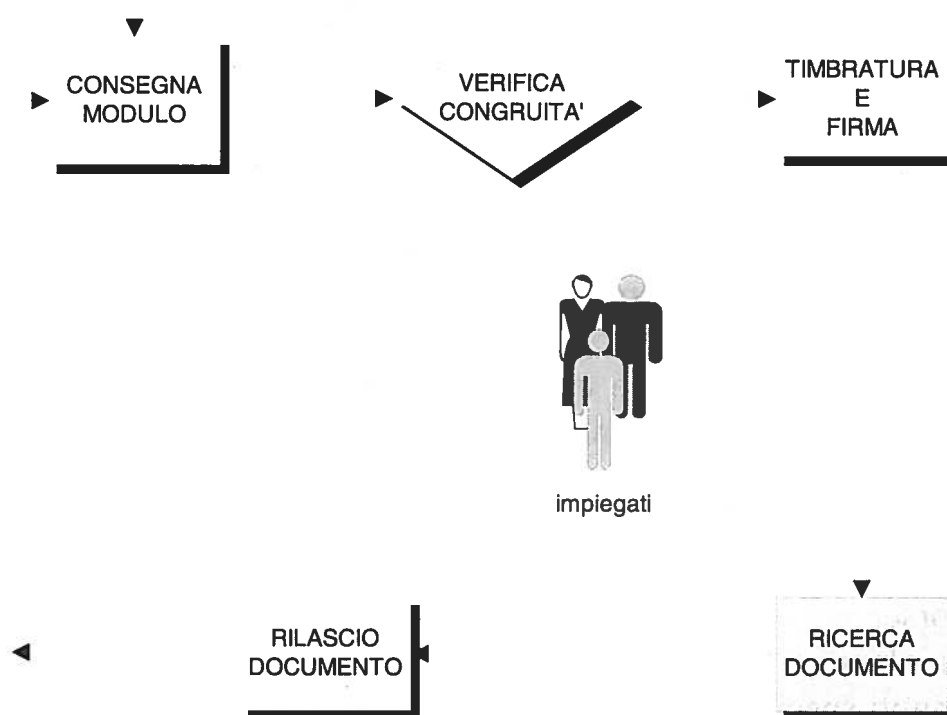 CONSEGNA
MODULO
VERIFICA
CONGRUITA'
TIMBRATURA
E
FIRMA
impiegati
RILASCIO
DOCUMENTO
RICERCA
DOCUMENTO